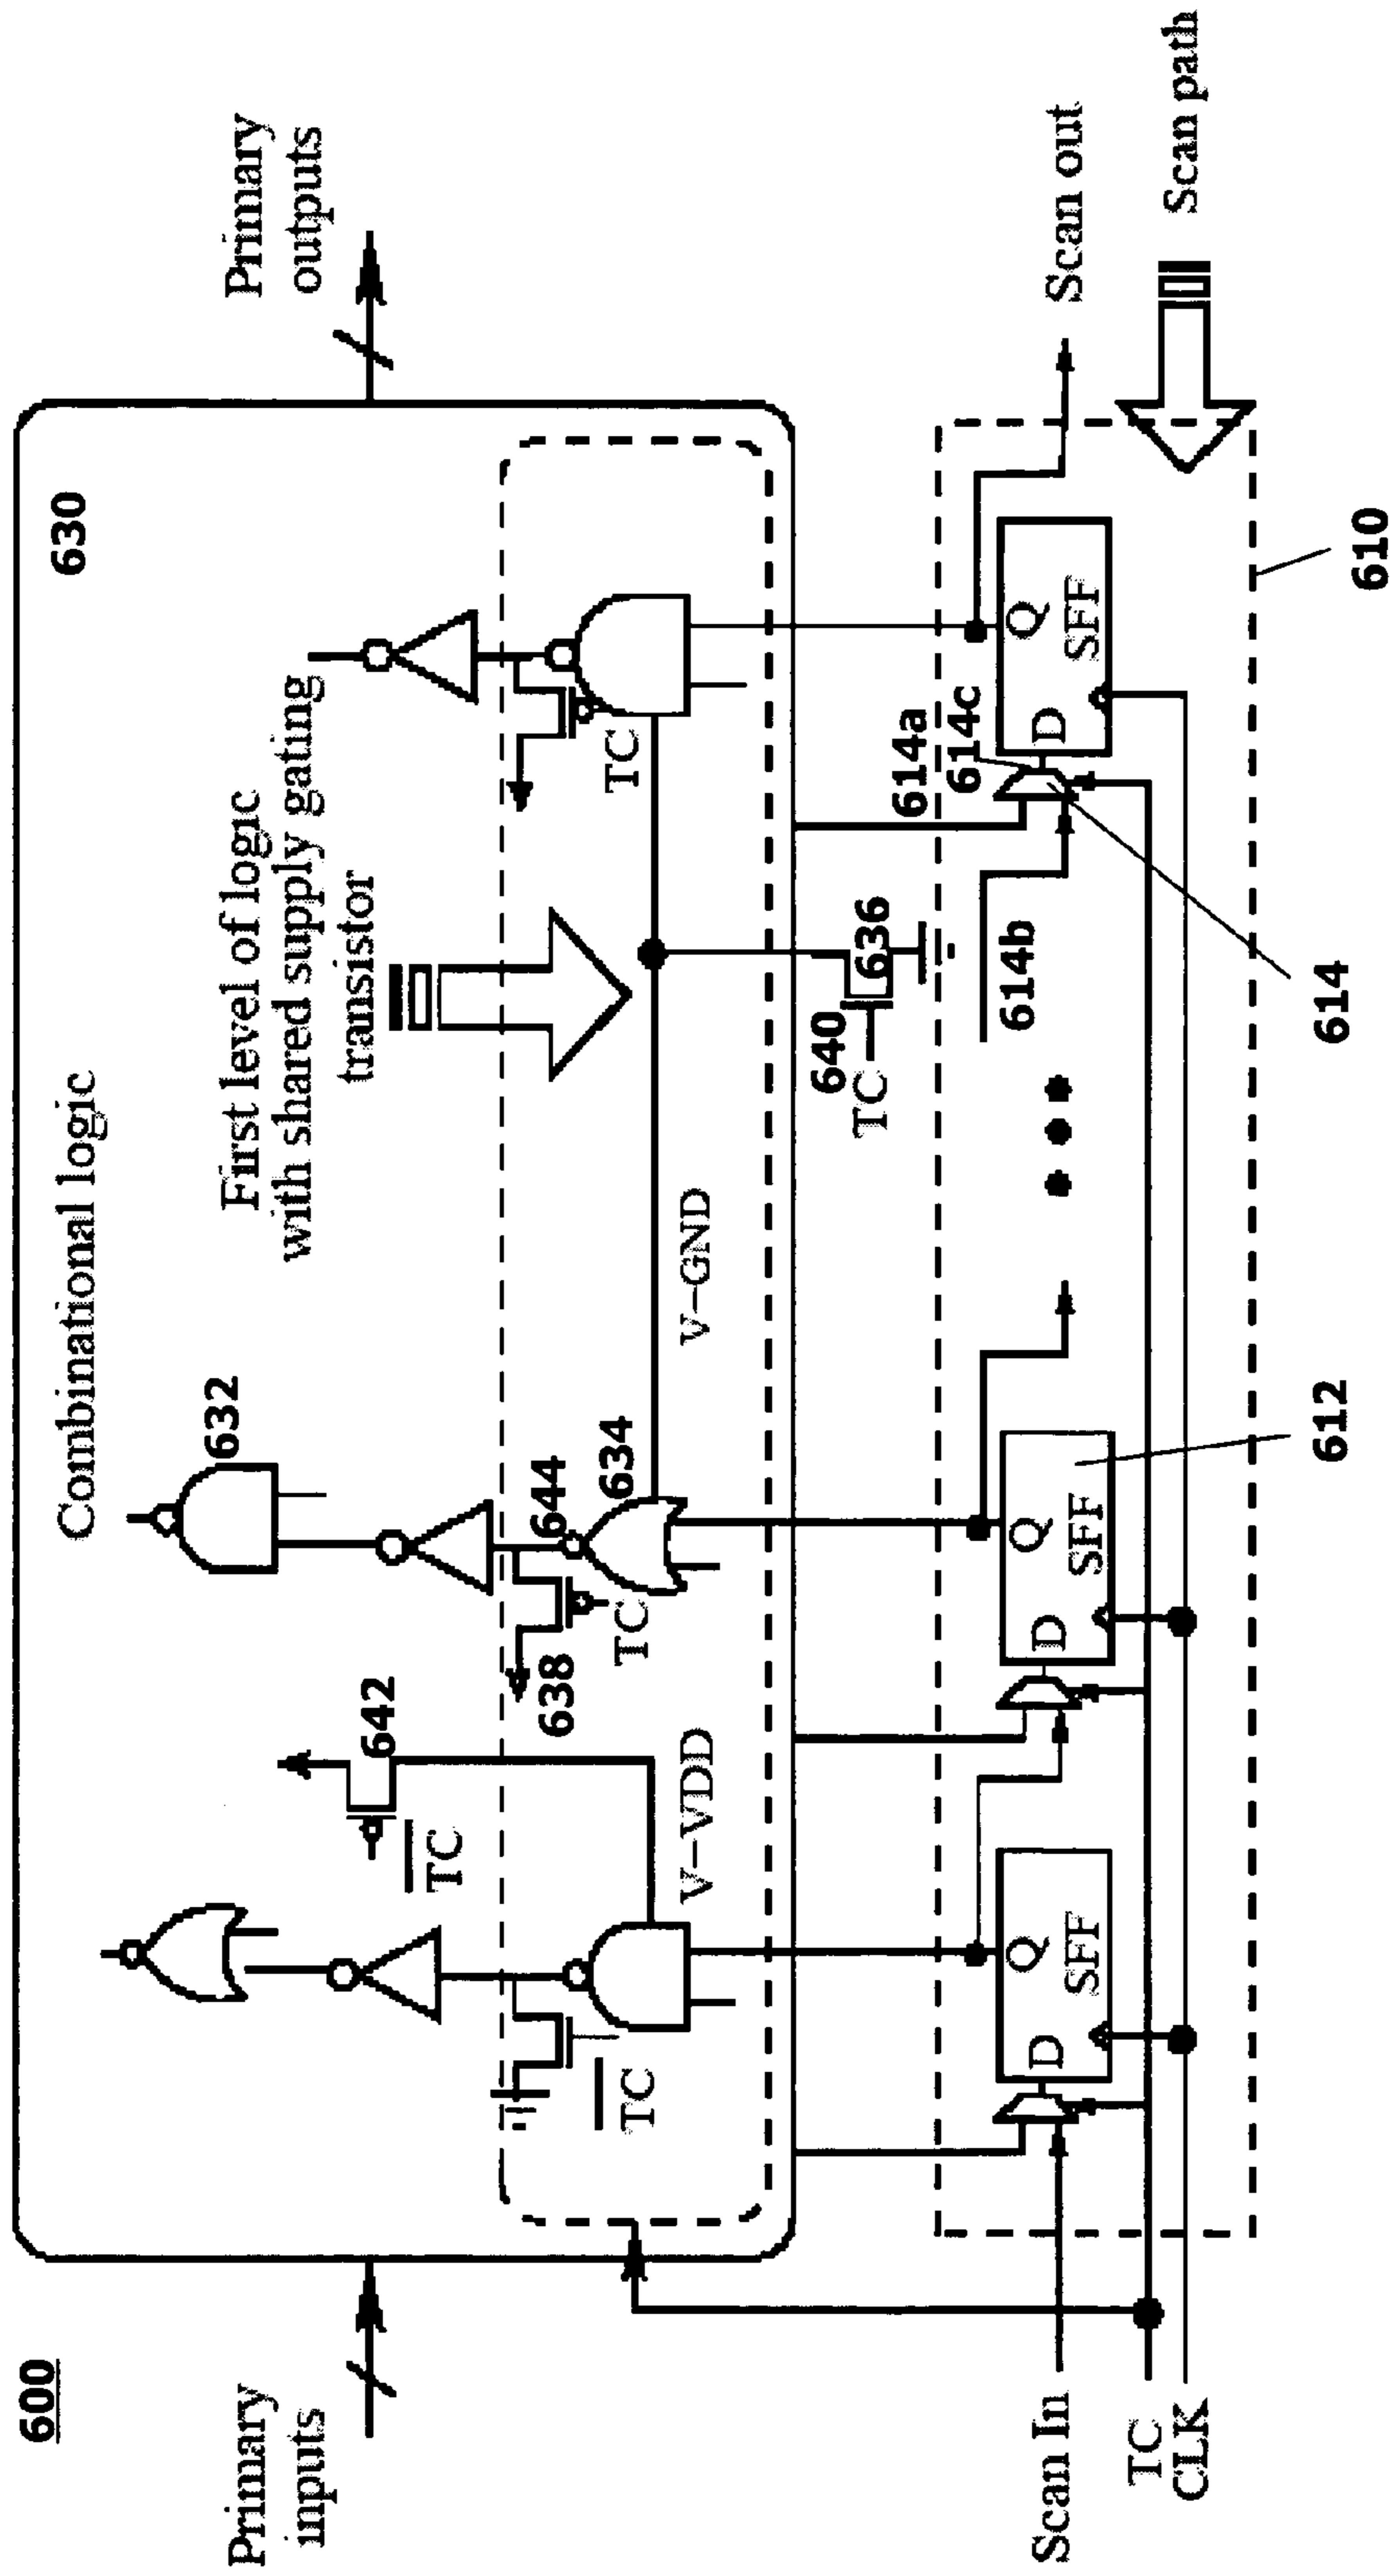 600
Primary
inputs
Combinational logic
630
Primary
outputs
First level of logic
with shared supply gating
transistor
632
642
TC
644
638
TC
634
TC
TC
V-VDD
V-GND
640
TC
636
614a
614c
614b
D
Q
SFF
D
Q
SFF
D
Q
SFF
Scan In
TC
CLK
Scan out
Scan path
612
614
610